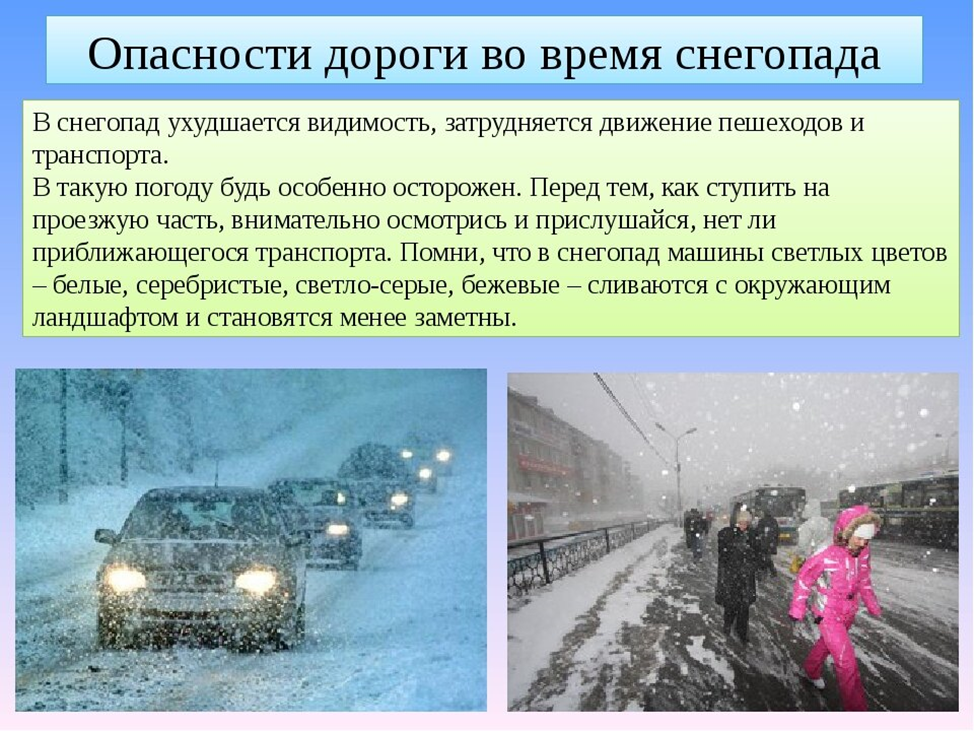 Опасности дороги во время снегопада
В снегопад ухудшается видимость, затрудняется движение пешеходов и
транспорта.
В такую погоду будь особенно осторожен. Перед тем, как ступить на
проезжую часть, внимательно осмотрись и прислушайся, нет ли
приближающегося транспорта. Помни, что в снегопад машины светлых цветов
– белые, серебристые, светло-серые, бежевые – сливаются с окружающим
ландшафтом и становятся менее заметны.